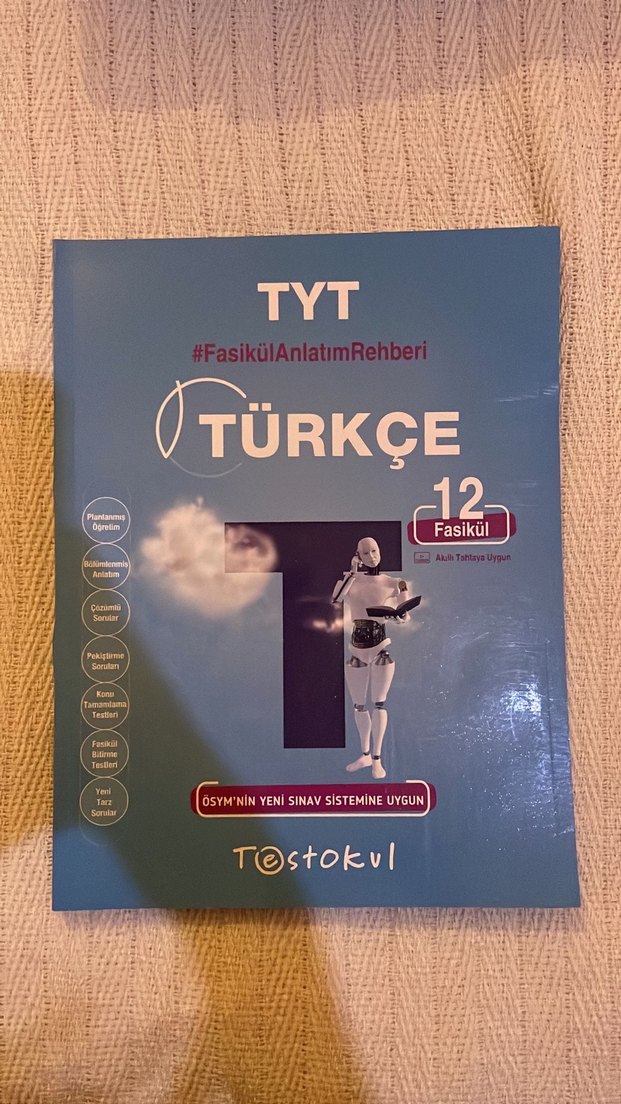 TYT
#FasikülAnlatımRehberi
TÜRKÇE
12
Fasikül
Akıllı Tahtaya Uygun
Planlanmış
Öğretim
Bölümlenmiş
Anlatım
Çözümlü
Sorular
Pekiştirme
Soruları
Konu
Tamamlama
Testleri
Fasikül
Bitirme
Testleri
Yeni
Tarz
Sorular
ÖSYM'NİN YENİ SINAV SİSTEMİNE UYGUN
Testokul